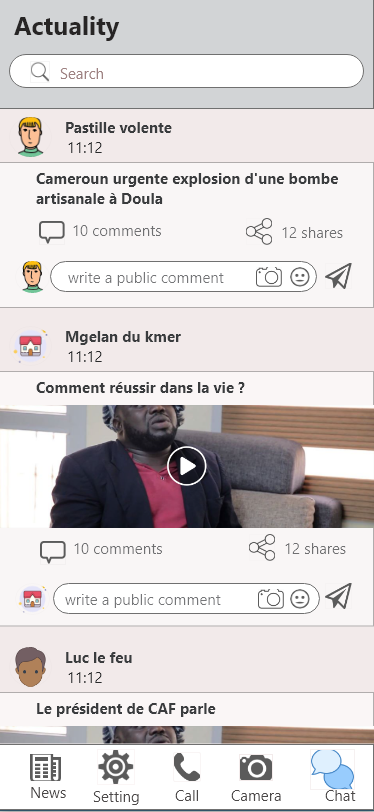 Actuality
Search
Pastille volente
11:12
Cameroun urgente explosion d'une bombe
artisanale à Doula
10 comments
12 shares
write a public comment
Mgelan du kmer
11:12
Comment réussir dans la vie ?
10 comments
12 shares
write a public comment
Luc le feu
11:12
Le président de CAF parle
News
Setting
Call
Camera
Chat